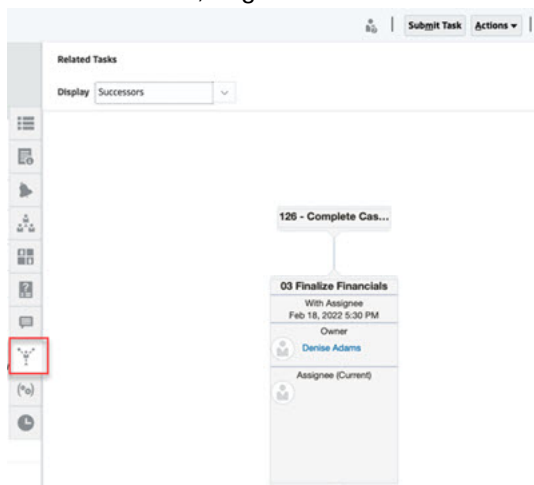 Submit Task Actions
Related Tasks
Display Successors
126 - Complete Cas...
03 Finalize Financials
With Assignee
Feb 18, 2022 5:30 PM
Owner
Denise Adams
Assignee (Current)